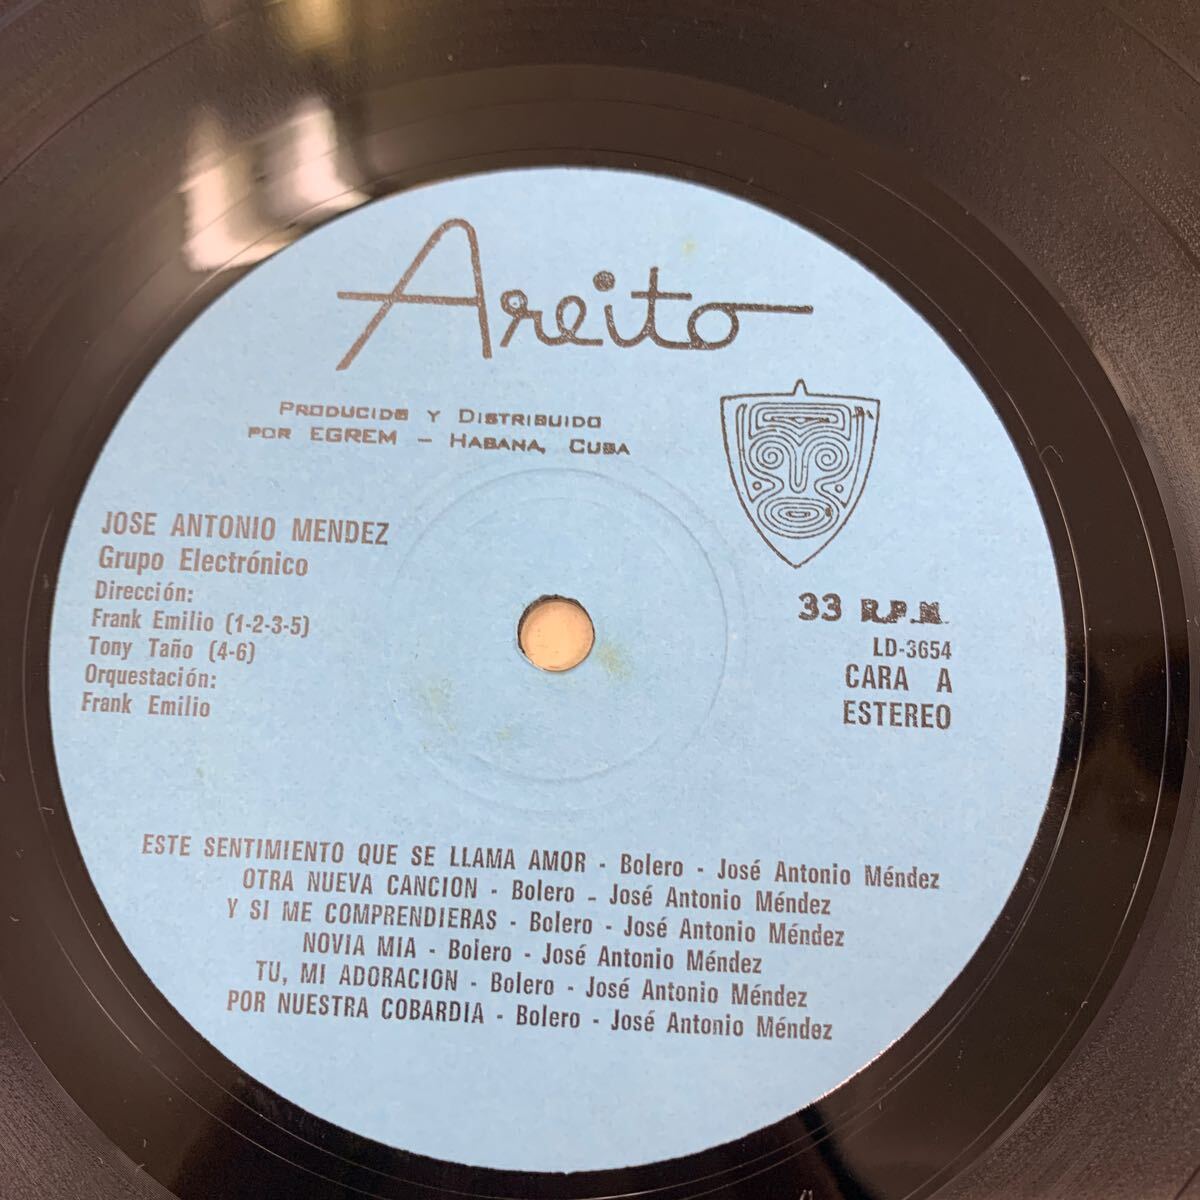 Areito
PRODUCIDO Y DISTRIBUIDO
POR EGREM – HABANA, CUBA
JOSE ANTONIO MENDEZ
Grupo Electrónico
Dirección:
Frank Emilio (1-2-3-5)
Tony Taño (4-6)
Orquestación:
Frank Emilio
33 R.P.M.
LD-3654
CARA A
ESTEREO
ESTE SENTIMIENTO QUE SE LLAMA AMOR - Bolero - José Antonio Méndez
OTRA NUEVA CANCION - Bolero - José Antonio Méndez
Y SI ME COMPRENDIERAS - Bolero - José Antonio Méndez
NOVIA MIA - Bolero - José Antonio Méndez
TU, MI ADORACION - Bolero - José Antonio Méndez
POR NUESTRA COBARDIA - Bolero - José Antonio Méndez